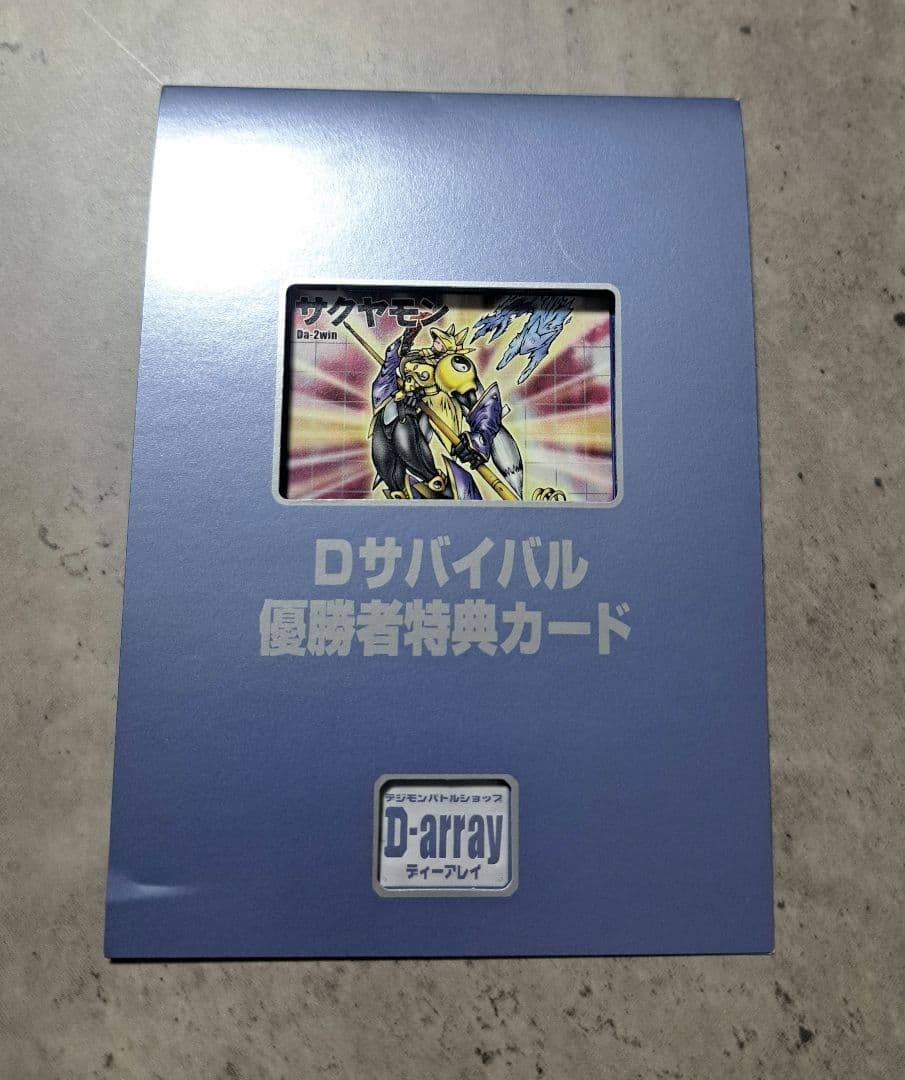 サクヤモン
Da-2win
Dサバイバル
優勝者特典カード
デジモンバトルショップ
D-array
ディーアレイ